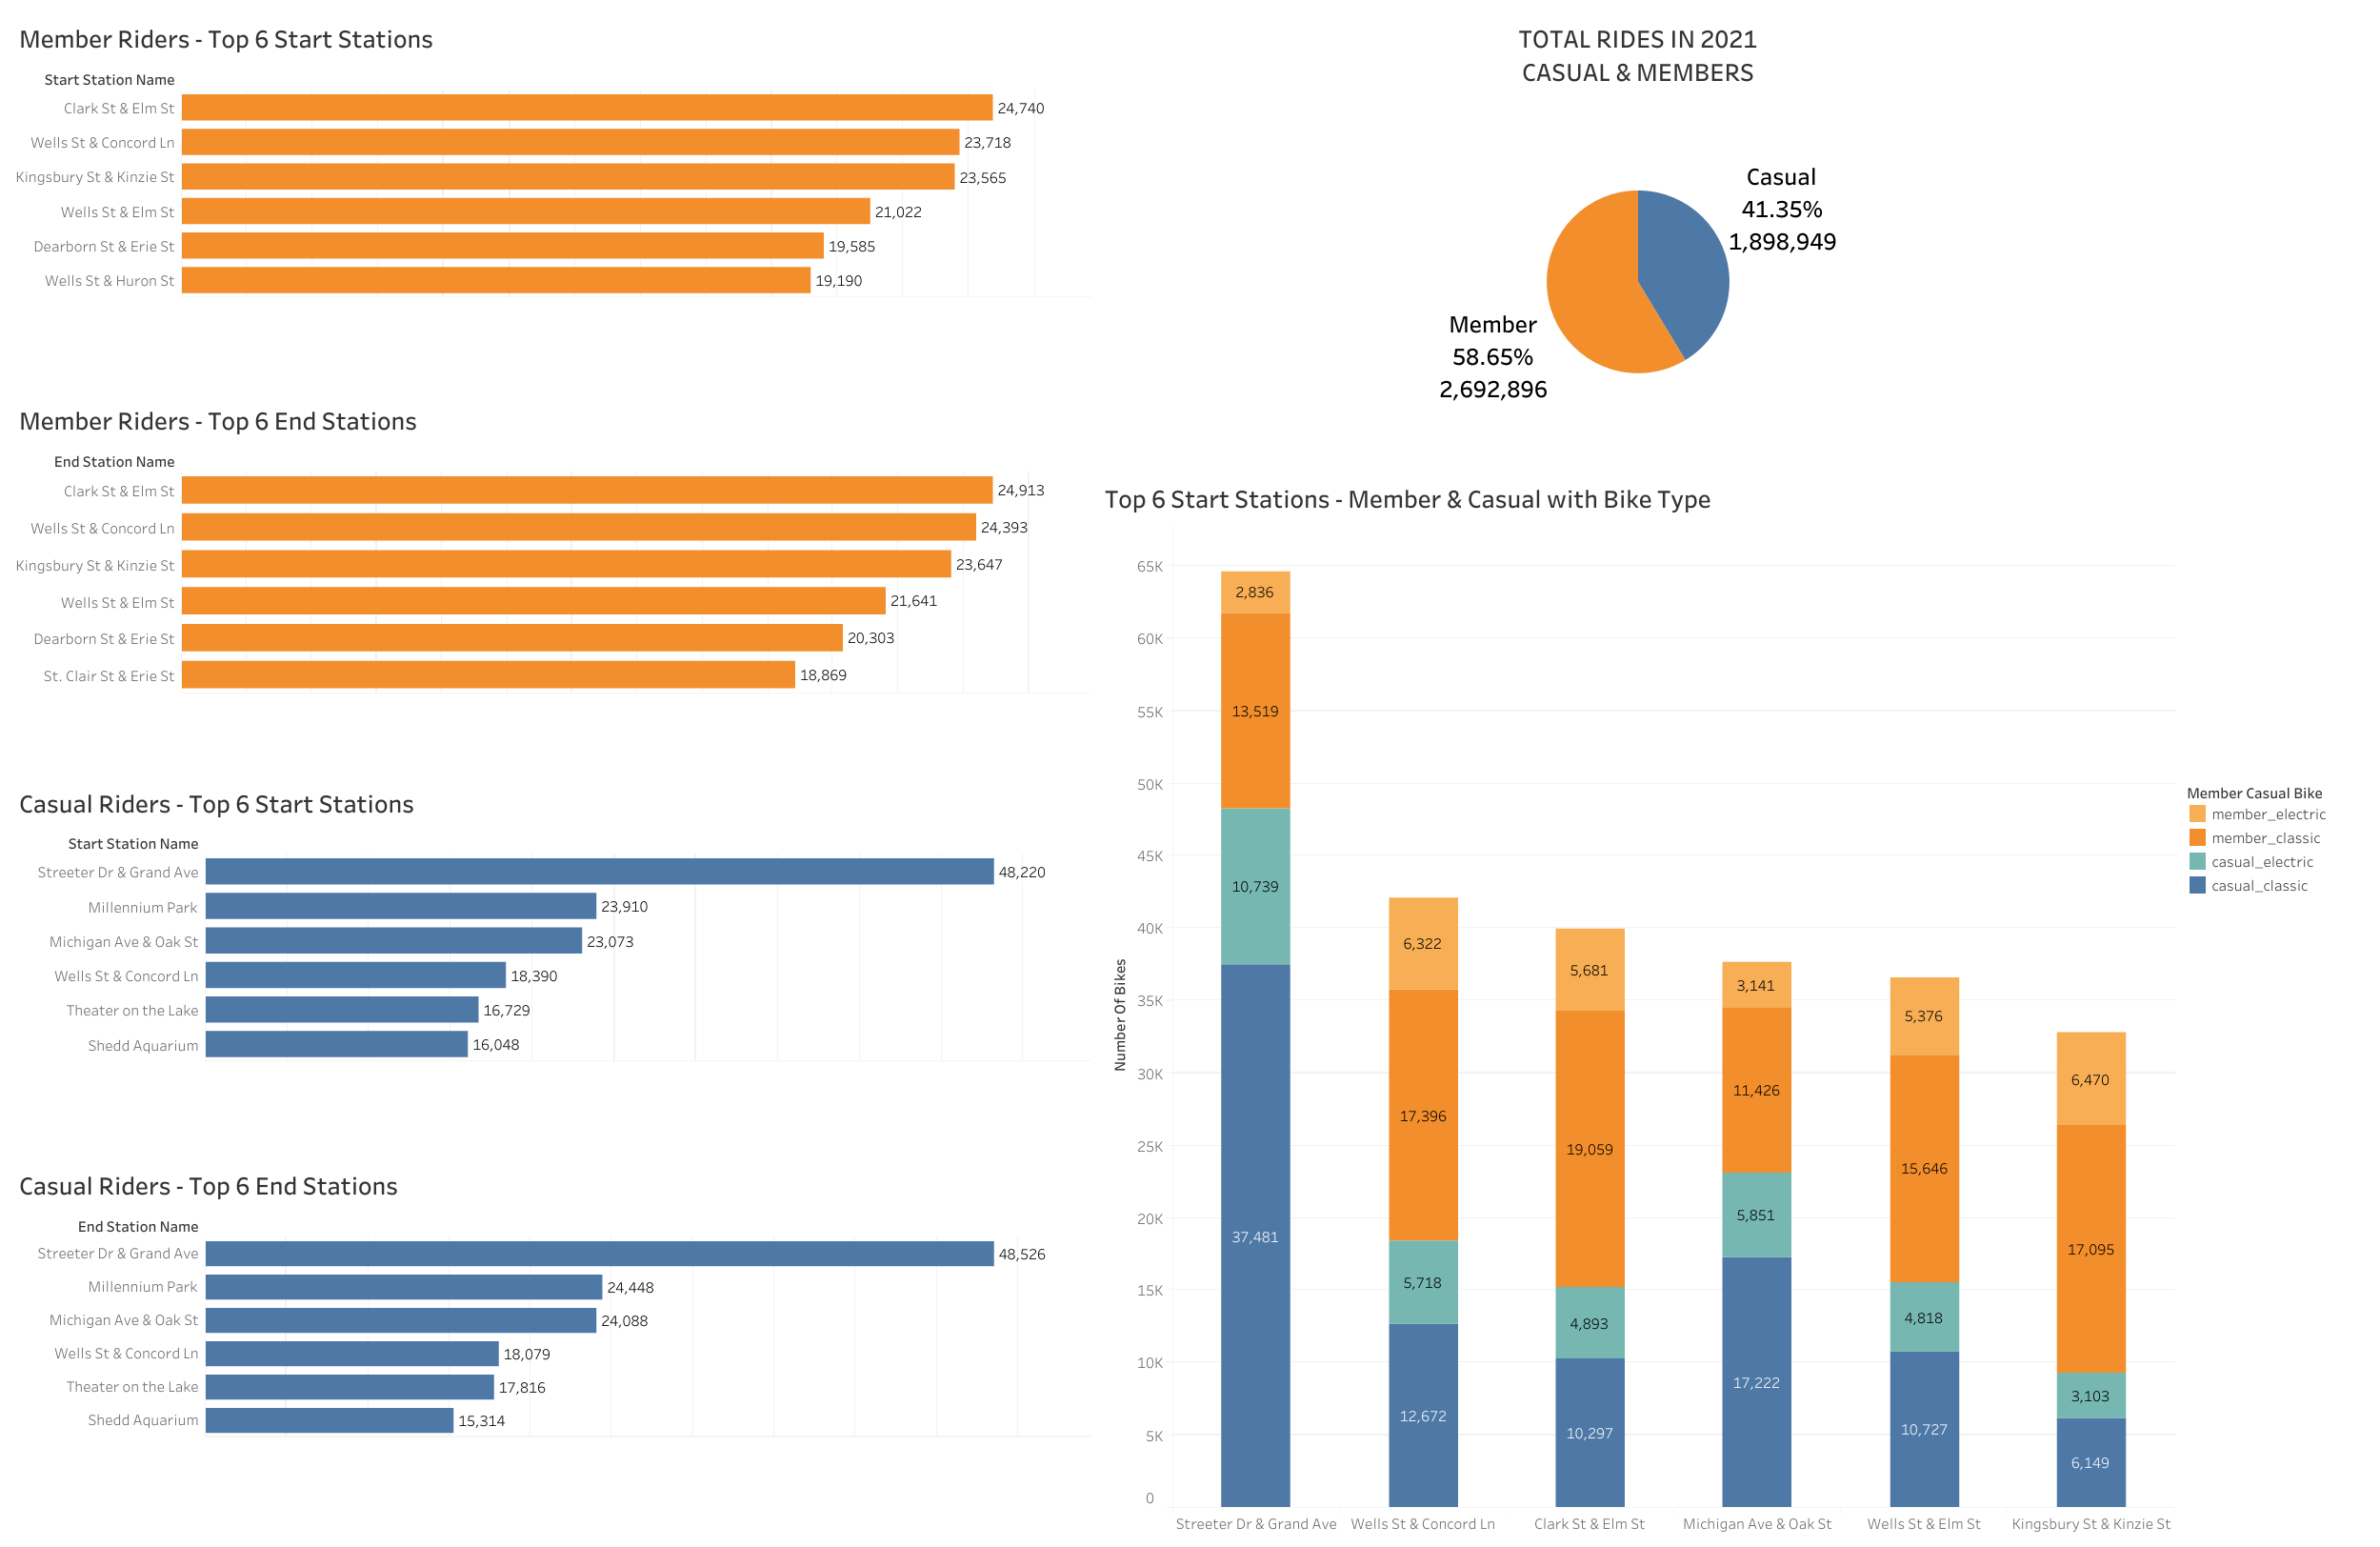 Member Riders - Top 6 Start Stations
Start Station Name
Clark St & Elm St 24,740
Wells St & Concord Ln 23,718
Kingsbury St & Kinzie St 23,565
Wells St & Elm St 21,022
Dearborn St & Erie St 19,585
Wells St & Huron St 19,190
Member Riders - Top 6 End Stations
End Station Name
Clark St & Elm St 24,913
Wells St & Concord Ln 24,393
Kingsbury St & Kinzie St 23,647
Wells St & Elm St 21,641
Dearborn St & Erie St 20,303
St. Clair St & Erie St 18,869
Casual Riders - Top 6 Start Stations
Start Station Name
Streeter Dr & Grand Ave 48,220
Millennium Park 23,910
Michigan Ave & Oak St 23,073
Wells St & Concord Ln 18,390
Theater on the Lake 16,729
Shedd Aquarium 16,048
Casual Riders - Top 6 End Stations
End Station Name
Streeter Dr & Grand Ave 48,526
Millennium Park 24,448
Michigan Ave & Oak St 24,088
Wells St & Concord Ln 18,079
Theater on the Lake 17,816
Shedd Aquarium 15,314
TOTAL RIDES IN 2021
CASUAL & MEMBERS
Casual
41.35%
1,898,949
Member
58.65%
2,692,896
Top 6 Start Stations - Member & Casual with Bike Type
Number Of Bikes
65K
60K
55K
50K
45K
40K
35K
30K
25K
20K
15K
10K
5K
0
2,836
13,519
10,739
37,481
6,322
17,396
5,718
12,672
5,681
19,059
4,893
10,297
3,141
11,426
5,851
17,222
5,376
15,646
4,818
10,727
6,470
17,095
3,103
6,149
Streeter Dr & Grand Ave Wells St & Concord Ln Clark St & Elm St Michigan Ave & Oak St Wells St & Elm St Kingsbury St & Kinzie St
Member Casual Bike
member_electric
member_classic
casual_electric
casual_classic